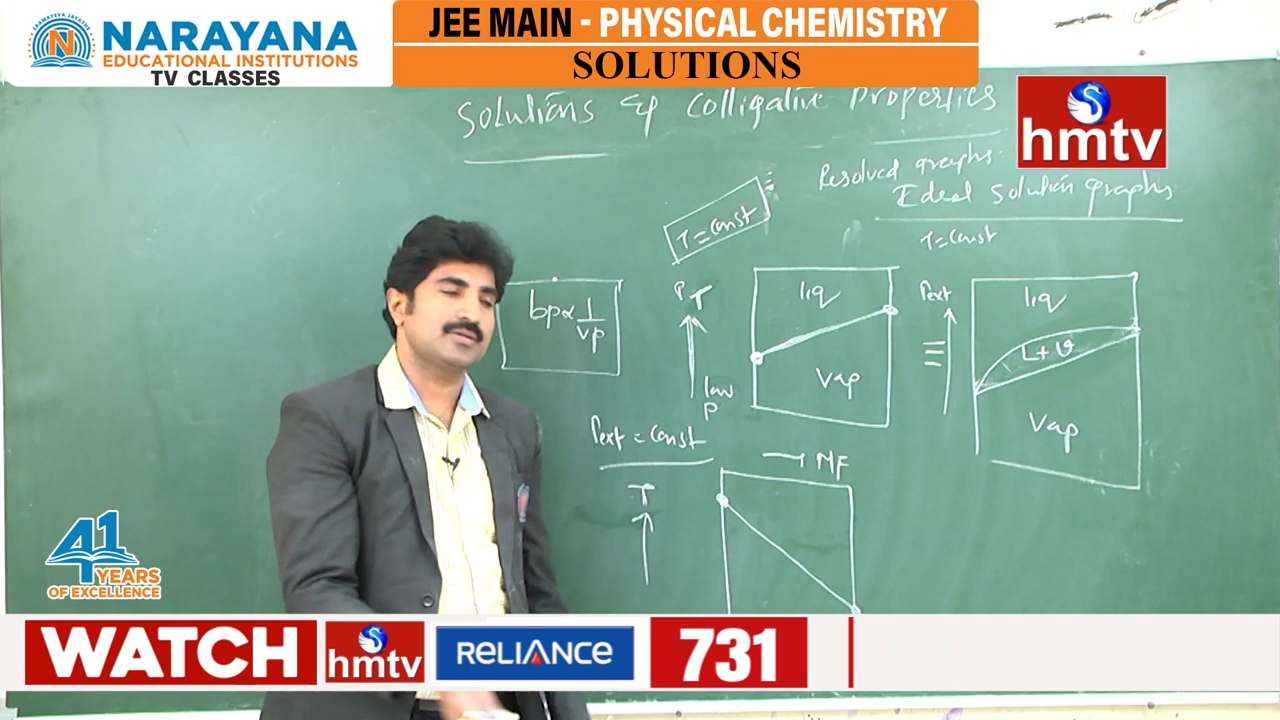 NARAYANA
EDUCATIONAL INSTITUTIONS
TV CLASSES
JEE MAIN - PHYSICAL CHEMISTRY
SOLUTIONS
hmtv
Solutions & Colligative Properties
Resolved graphs.
Ideal Solution graphs
T = Const
T = Const
bp ∝ 1/vp
P T
liq
Pext
liq
L + V
Vap
low
P
Vap
Pext = Const
→ MF
T
41
YEARS
OF EXCELLENCE
WATCH hmtv RELIANCE 731